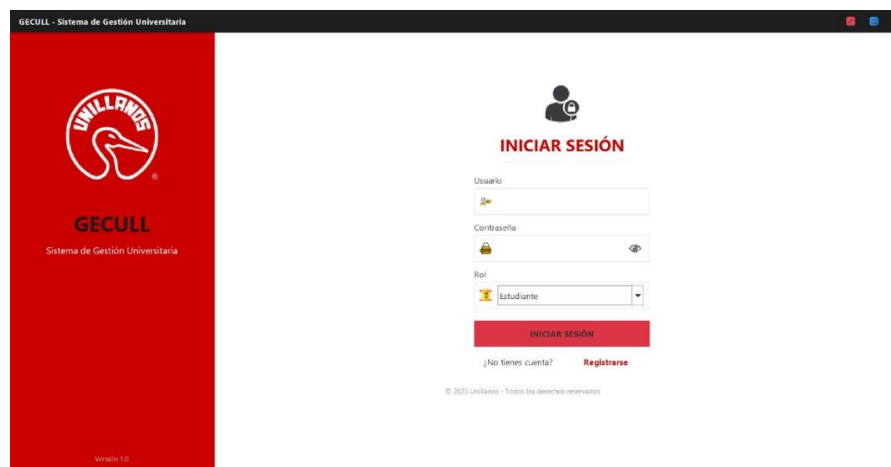 GECULL - Sistema de Gestión Universitaria
UNILLANOS
®
GECULL
Sistema de Gestión Universitaria
Versión 1.0
INICIAR SESIÓN
Usuario
Contraseña
Rol
Estudiante
INICIAR SESIÓN
¿No tienes cuenta? Registrarse
© 2025 Unillanos - Todos los derechos reservados